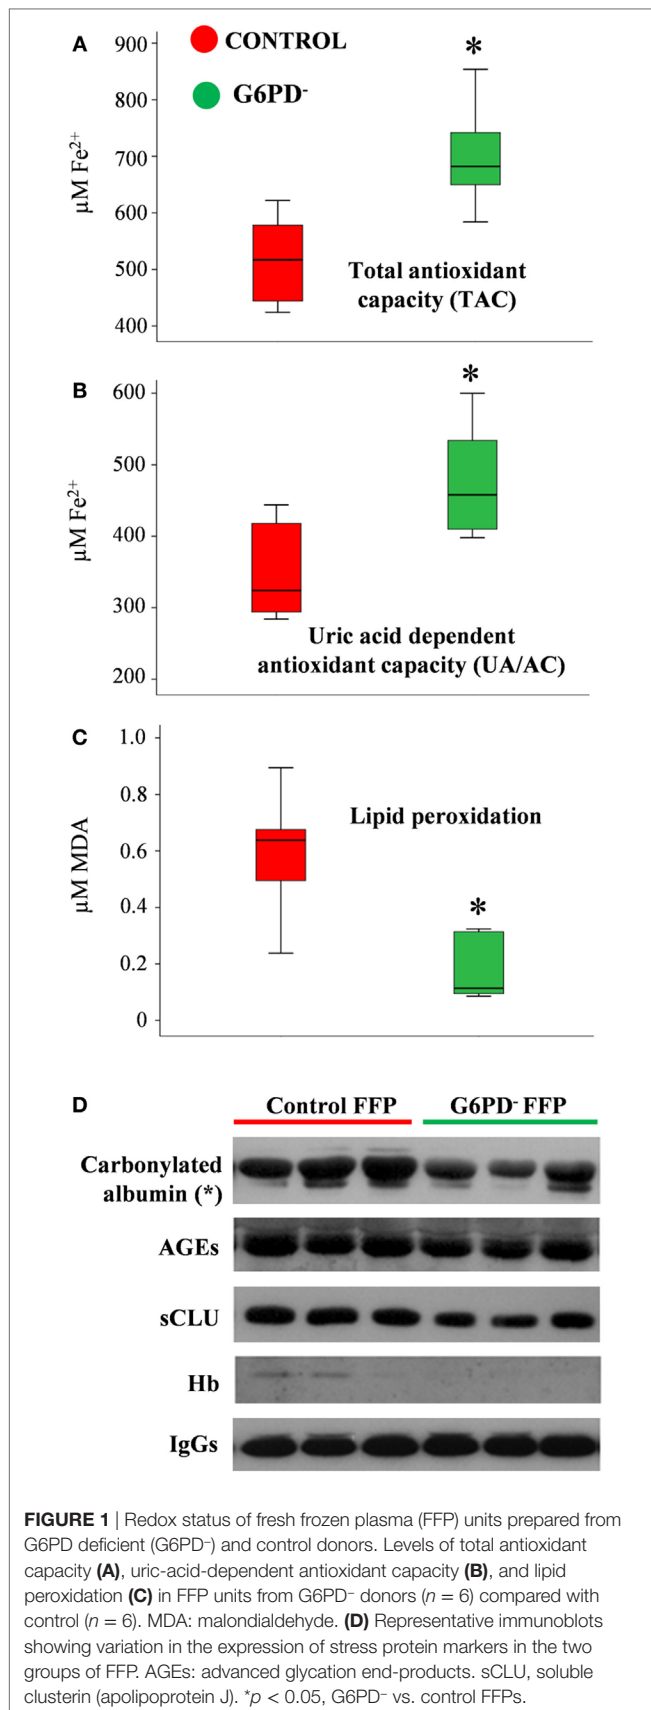 A
900
800
700
600
500
400
µM Fe²⁺
CONTROL
G6PD⁻
*
Total antioxidant
capacity (TAC)
B
600
500
400
300
200
µM Fe²⁺
*
Uric acid dependent
antioxidant capacity (UA/AC)
C
1.0
0.8
0.6
0.4
0.2
0
µM MDA
Lipid peroxidation
*
D
Control FFP
G6PD⁻ FFP
Carbonylated
albumin (*)
AGEs
sCLU
Hb
IgGs
FIGURE 1 | Redox status of fresh frozen plasma (FFP) units prepared from
G6PD deficient (G6PD⁻) and control donors. Levels of total antioxidant
capacity (A), uric-acid-dependent antioxidant capacity (B), and lipid
peroxidation (C) in FFP units from G6PD⁻ donors (n = 6) compared with
control (n = 6). MDA: malondialdehyde. (D) Representative immunoblots
showing variation in the expression of stress protein markers in the two
groups of FFP. AGEs: advanced glycation end-products. sCLU, soluble
clusterin (apolipoprotein J). *p < 0.05, G6PD⁻ vs. control FFPs.